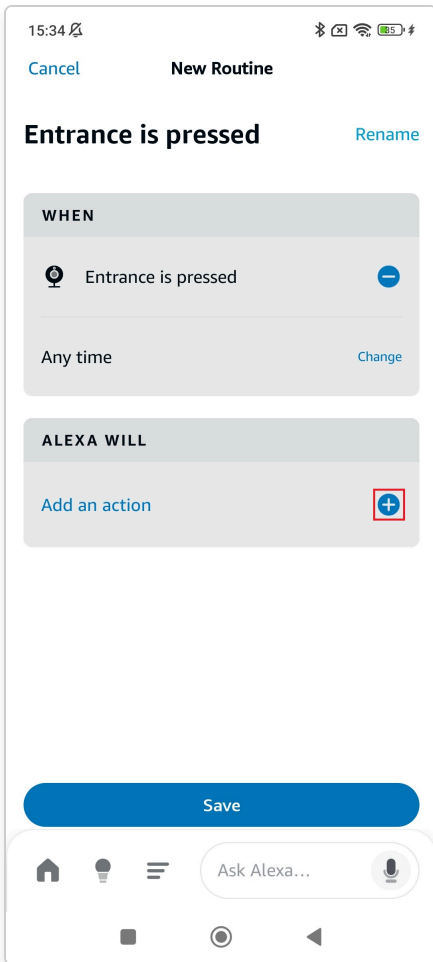 15:34
85
Cancel
New Routine
Entrance is pressed
Rename
WHEN
Entrance is pressed
Any time
Change
ALEXA WILL
Add an action
Save
Ask Alexa...